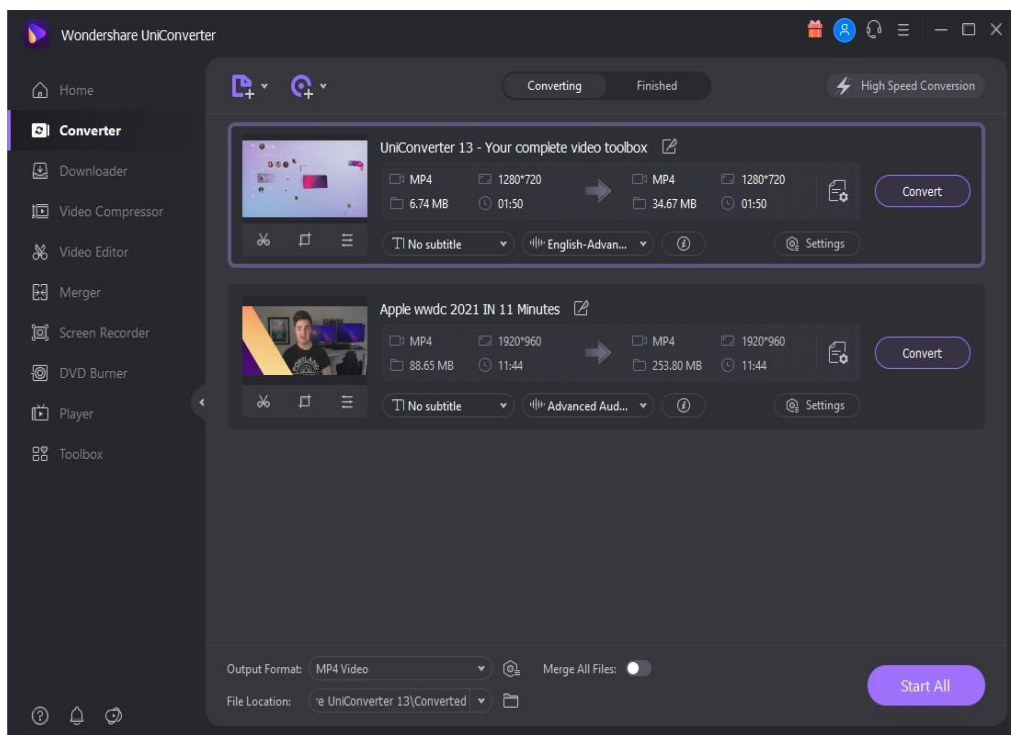 Wondershare UniConverter
Home
Converter
Downloader
Video Compressor
Video Editor
Merger
Screen Recorder
DVD Burner
Player
Toolbox
Converting
Finished
High Speed Conversion
UniConverter 13 - Your complete video toolbox
MP4 1280*720 MP4 1280*720
6.74 MB 01:50 34.67 MB 01:50
Convert
No subtitle English-Advan... Settings
Apple wwdc 2021 IN 11 Minutes
MP4 1920*960 MP4 1920*960
88.65 MB 11:44 253.80 MB 11:44
Convert
No subtitle Advanced Aud... Settings
Output Format: MP4 Video Merge All Files:
File Location: 're UniConverter 13\Converted
Start All